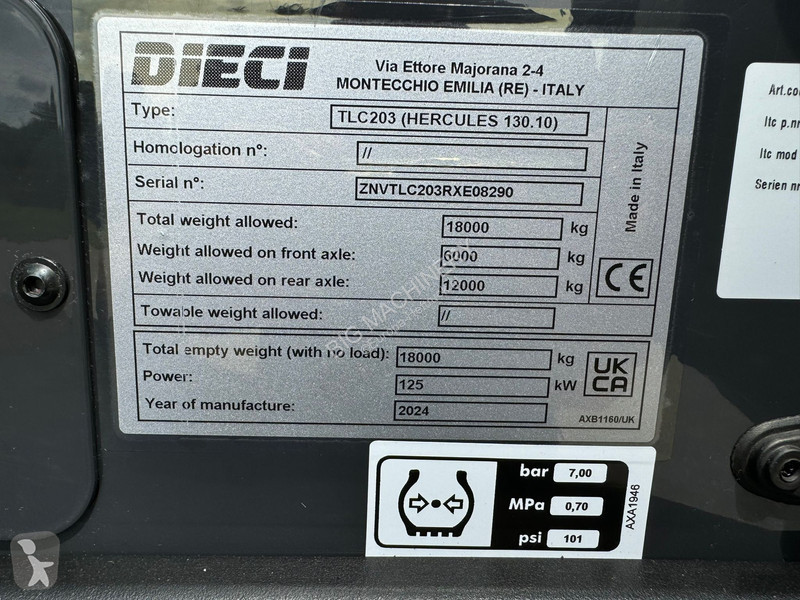 DIECI
Via Ettore Majorana 2-4
MONTECCHIO EMILIA (RE) - ITALY
Type: TLC203 (HERCULES 130.10)
Homologation n°: //
Serial n°: ZNVTLC203RXE08290
Made in Italy
Total weight allowed: 18000 kg
Weight allowed on front axle: 6000 kg
Weight allowed on rear axle: 12000 kg
CE
Towable weight allowed: //
Total empty weight (with no load): 18000 kg
Power: 125 kW
Year of manufacture: 2024
UK
CA
AXB1160/UK
bar 7,00
MPa 0,70
psi 101
AXA1946
Art.co
Itc p.nr
Itc mod
Serien nr
BIG MACHINERY